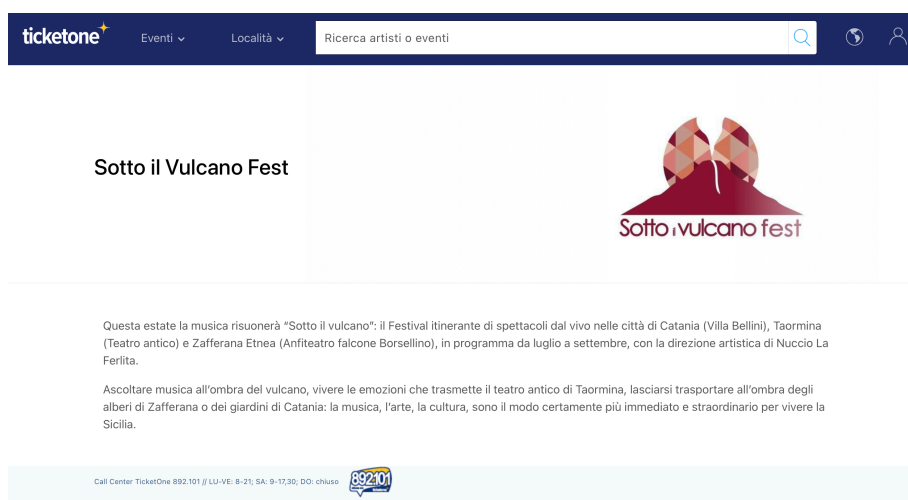 ticketone
Eventi
Località
Ricerca artisti o eventi
Sotto il Vulcano Fest
Sotto il vulcano fest
Questa estate la musica risuonerà “Sotto il vulcano”: il Festival itinerante di spettacoli dal vivo nelle città di Catania (Villa Bellini), Taormina
(Teatro antico) e Zafferana Etnea (Anfiteatro falcone Borsellino), in programma da luglio a settembre, con la direzione artistica di Nuccio La
Ferlita.
Ascoltare musica all’ombra del vulcano, vivere le emozioni che trasmette il teatro antico di Taormina, lasciarsi trasportare all’ombra degli
alberi di Zafferana o dei giardini di Catania: la musica, l’arte, la cultura, sono il modo certamente più immediato e straordinario per vivere la
Sicilia.
Call Center TicketOne 892.101 // LU-VE: 8-21; SA: 9-17,30; DO: chiuso
892101